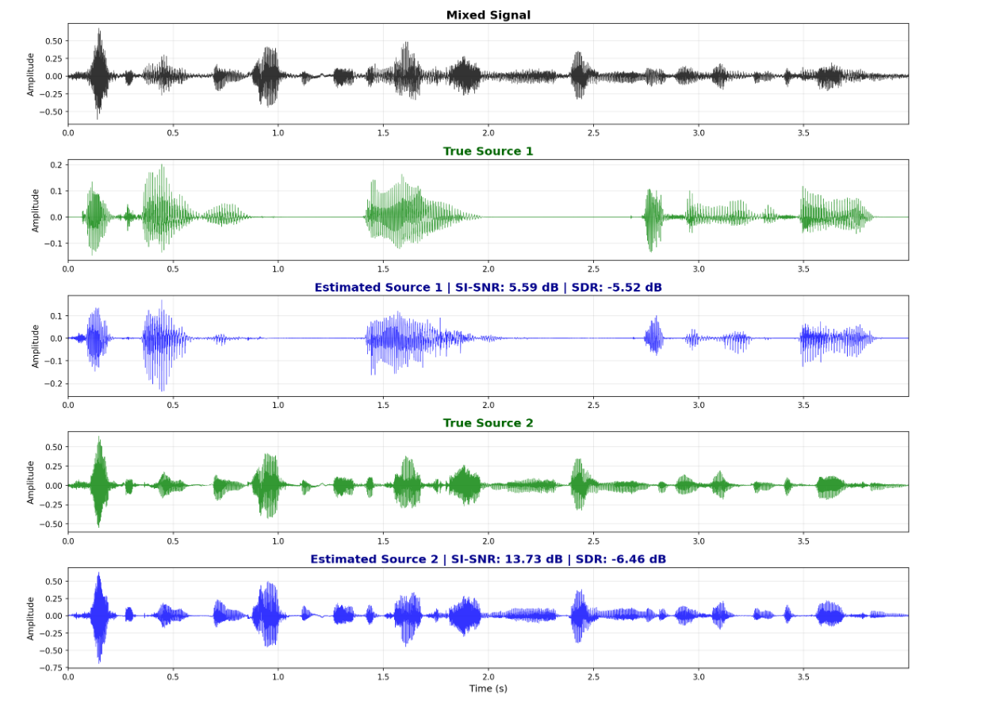 Mixed Signal
Amplitude
0.50
0.25
0.00
−0.25
−0.50
0.0 0.5 1.0 1.5 2.0 2.5 3.0 3.5
True Source 1
Amplitude
0.2
0.1
0.0
−0.1
0.0 0.5 1.0 1.5 2.0 2.5 3.0 3.5
Estimated Source 1 | SI-SNR: 5.59 dB | SDR: -5.52 dB
Amplitude
0.1
0.0
−0.1
−0.2
0.0 0.5 1.0 1.5 2.0 2.5 3.0 3.5
True Source 2
Amplitude
0.50
0.25
0.00
−0.25
−0.50
0.0 0.5 1.0 1.5 2.0 2.5 3.0 3.5
Estimated Source 2 | SI-SNR: 13.73 dB | SDR: -6.46 dB
Amplitude
0.50
0.25
0.00
−0.25
−0.50
−0.75
0.0 0.5 1.0 1.5 2.0 2.5 3.0 3.5
Time (s)